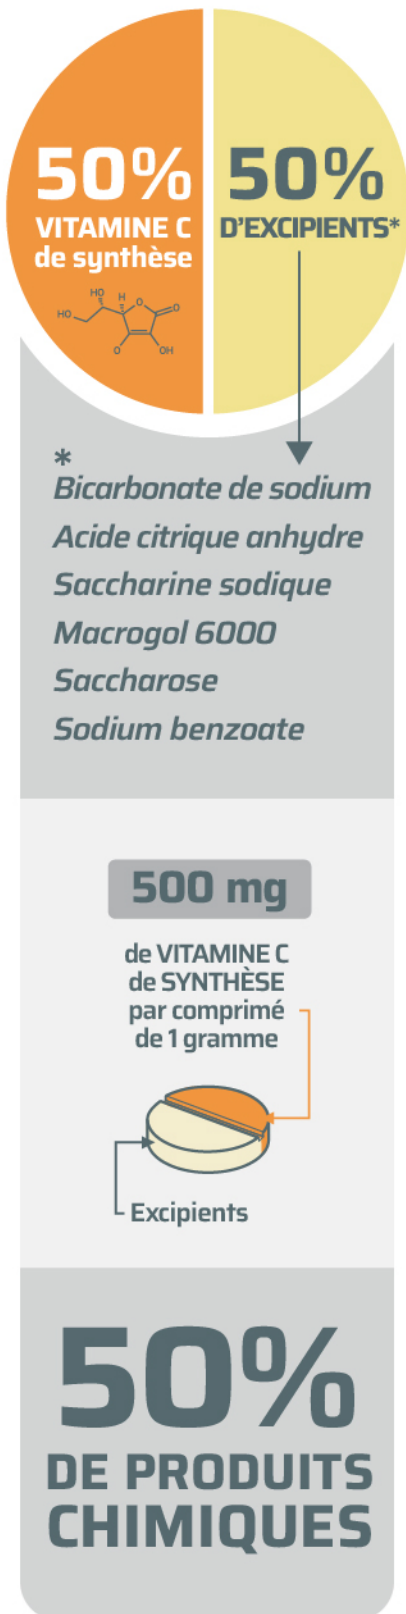 50%
VITAMINE C
de synthèse
50%
D'EXCIPIENTS*
HO
HO
H
O
O
O
OH
*
Bicarbonate de sodium
Acide citrique anhydre
Saccharine sodique
Macrogol 6000
Saccharose
Sodium benzoate
500 mg
de VITAMINE C
de SYNTHÈSE
par comprimé
de 1 gramme
Excipients
50%
DE PRODUITS
CHIMIQUES